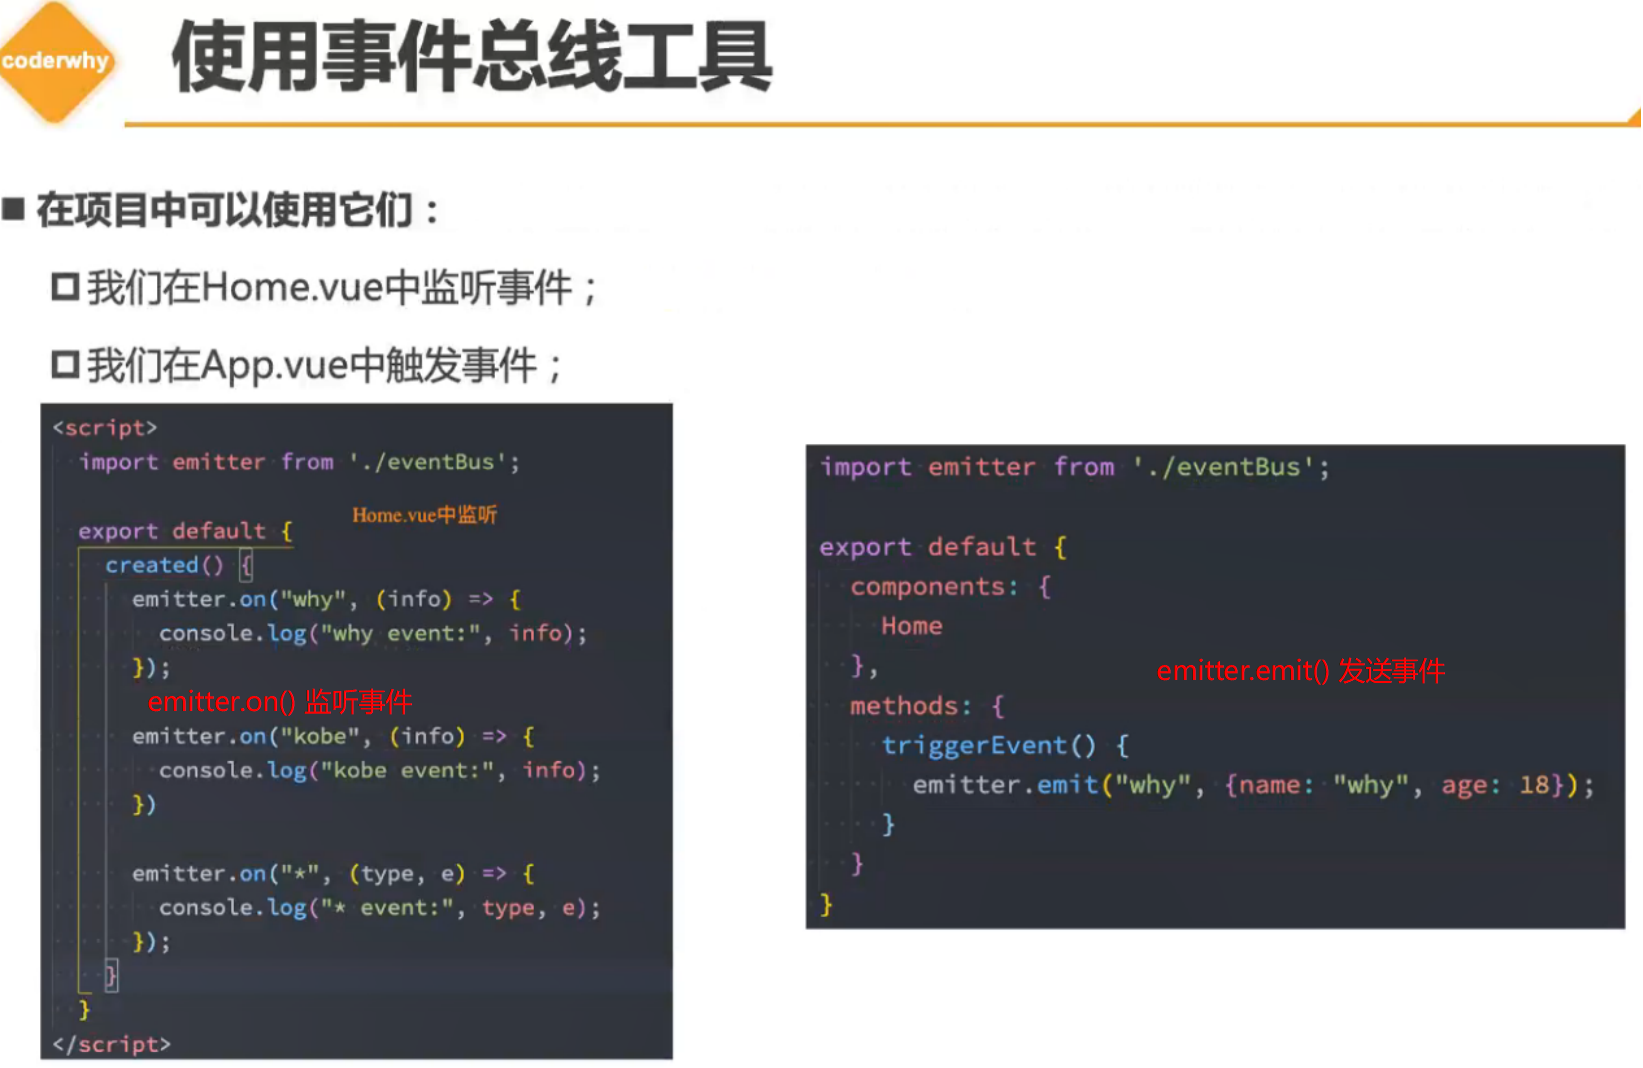 coderwhy
使用事件总线工具
在项目中可以使用它们：
我们在Home.vue中监听事件；
我们在App.vue中触发事件；
<script>
import emitter from './eventBus';
Home.vue中监听
export default {
created() {
emitter.on("why", (info) => {
console.log("why event:", info);
});
emitter.on() 监听事件
emitter.on("kobe", (info) => {
console.log("kobe event:", info);
})
emitter.on("*", (type, e) => {
console.log("* event:", type, e);
});
}
}
</script>
import emitter from './eventBus';
export default {
components: {
Home
},
emitter.emit() 发送事件
methods: {
triggerEvent() {
emitter.emit("why", {name: "why", age: 18});
}
}
}